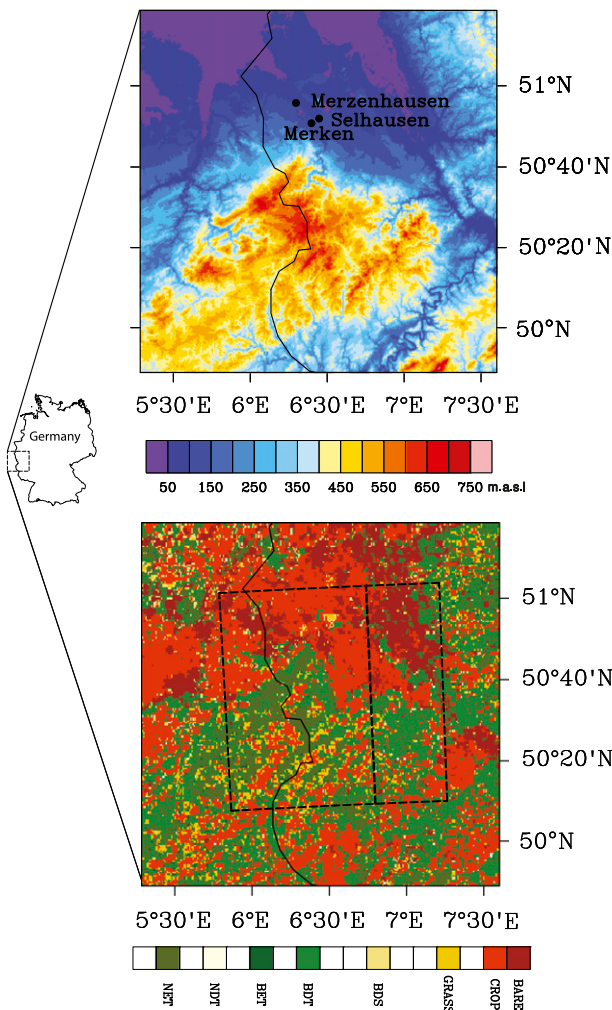 51°N
Merzenhausen
Selhausen
Merken
50°40'N
50°20'N
50°N
5°30'E 6°E 6°30'E 7°E 7°30'E
Germany
50 150 250 350 450 550 650 750 m.a.s.l
51°N
50°40'N
50°20'N
50°N
5°30'E 6°E 6°30'E 7°E 7°30'E
NET NDT BET BDT BDS GRASS CROP BARE